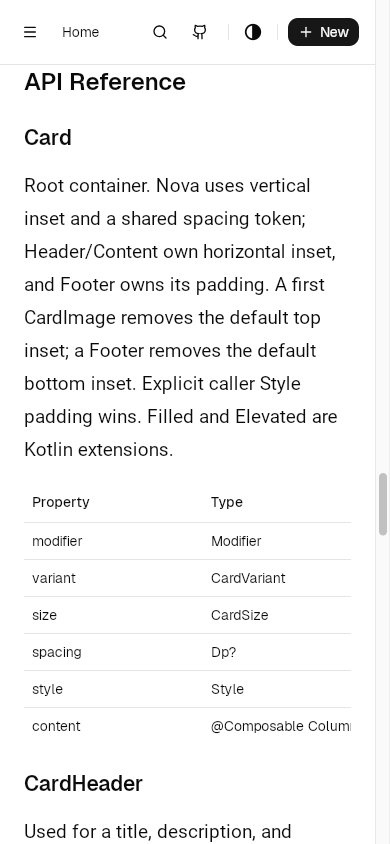 Home
New
API Reference
Card
Root container. Nova uses vertical
inset and a shared spacing token;
Header/Content own horizontal inset,
and Footer owns its padding. A first
CardImage removes the default top
inset; a Footer removes the default
bottom inset. Explicit caller Style
padding wins. Filled and Elevated are
Kotlin extensions.
Property Type
modifier Modifier
variant CardVariant
size CardSize
spacing Dp?
style Style
content @Composable
CardHeader
Used for a title, description, and